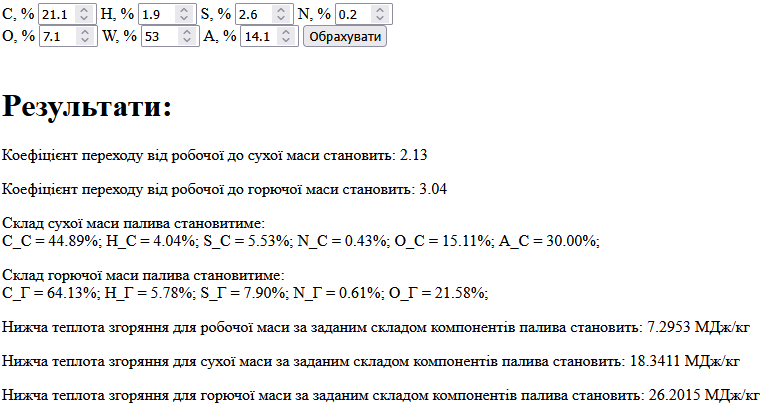 C, % 21.1 H, % 1.9 S, % 2.6 N, % 0.2
O, % 7.1 W, % 53 A, % 14.1 Обрахувати
Результати:
Коефіцієнт переходу від робочої до сухої маси становить: 2.13
Коефіцієнт переходу від робочої до горючої маси становить: 3.04
Склад сухої маси палива становитиме:
C_C = 44.89%; H_C = 4.04%; S_C = 5.53%; N_C = 0.43%; O_C = 15.11%; A_C = 30.00%;
Склад горючої маси палива становитиме:
C_Г = 64.13%; H_Г = 5.78%; S_Г = 7.90%; N_Г = 0.61%; O_Г = 21.58%;
Нижча теплота згоряння для робочої маси за заданим складом компонентів палива становить: 7.2953 МДж/кг
Нижча теплота згоряння для сухої маси за заданим складом компонентів палива становить: 18.3411 МДж/кг
Нижча теплота згоряння для горючої маси за заданим складом компонентів палива становить: 26.2015 МДж/кг